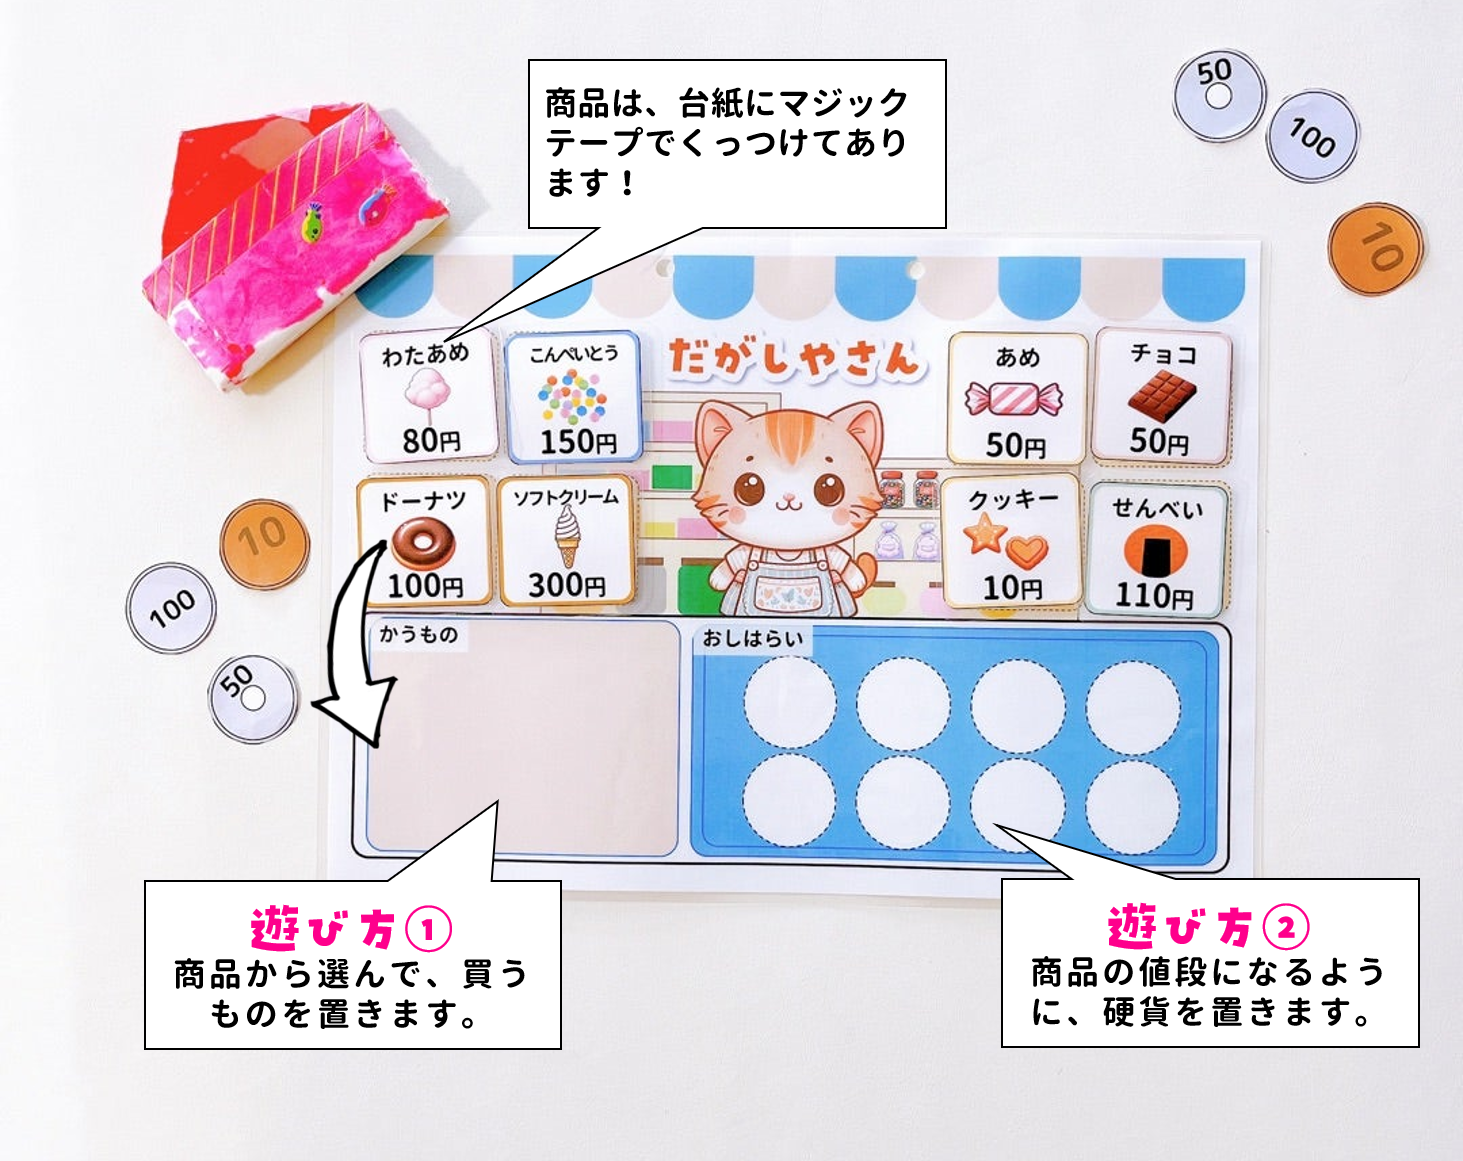 商品は、台紙にマジック
テープでくっつけてあり
ます！
50
100
10
だがしやさん
わたあめ
80円
こんぺいとう
150円
あめ
50円
チョコ
50円
ドーナツ
100円
ソフトクリーム
300円
クッキー
10円
せんべい
110円
10
100
50
かうもの
おしはらい
遊び方①
商品から選んで、買う
ものを置きます。
遊び方②
商品の値段になるよう
に、硬貨を置きます。